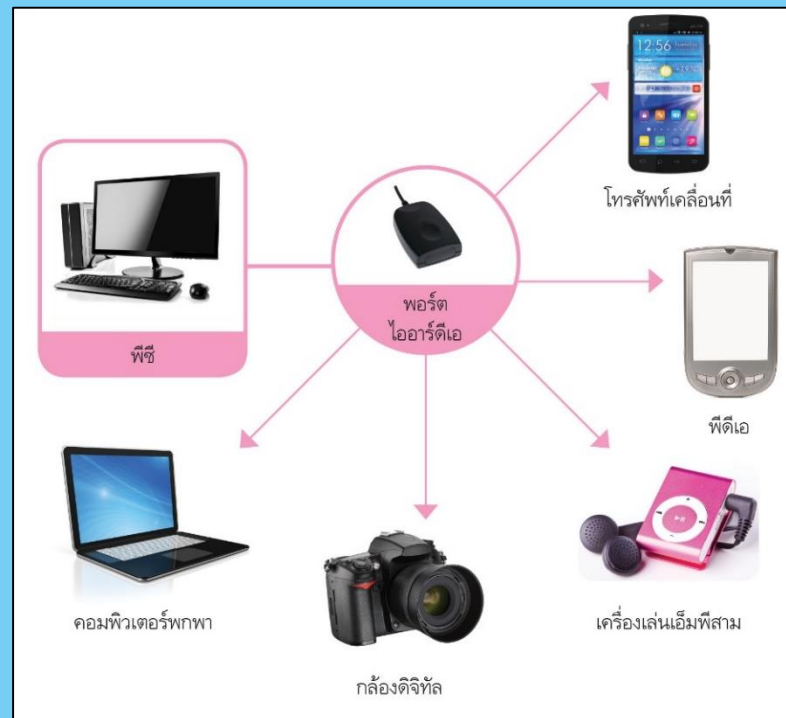 12:56
โทรศัพท์เคลื่อนที่
พอร์ต
ไออาร์ดีเอ
พีซี
พีดีเอ
คอมพิวเตอร์พกพา
เครื่องเล่นเอ็มพีสาม
กล้องดิจิทัล